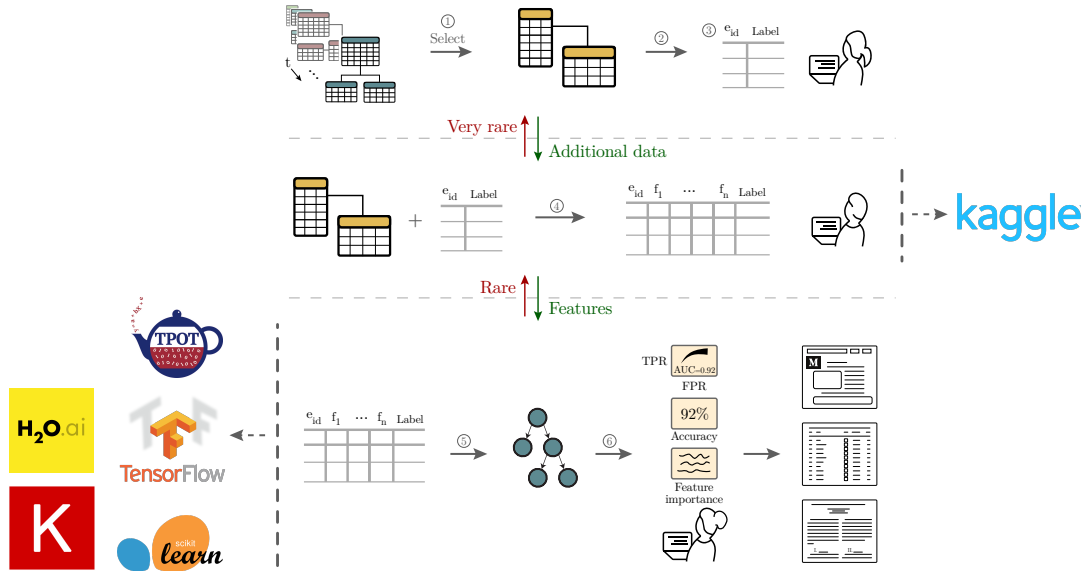 ①
Select
②
③
e_id Label
t
Very rare
Additional data
e_id Label
④
e_id f_1 ... f_n Label
kaggle
Rare
Features
TPOT
TPR
AUC=0.92
FPR
M
H2O.ai
TensorFlow
e_id f_1 ... f_n Label
⑤
⑥
92%
Accuracy
Feature
importance
K
scikit
learn
I.
II.